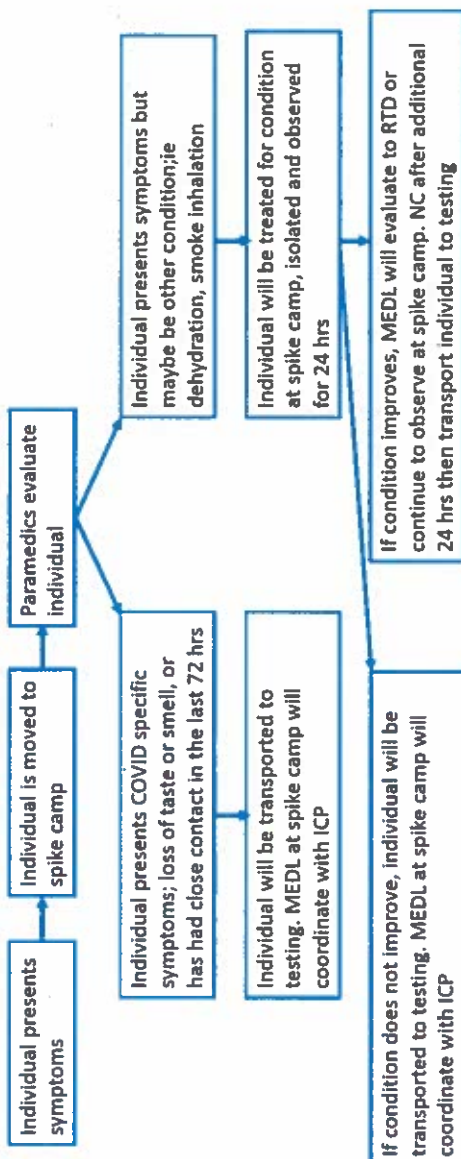 Individual presents
symptoms
Individual is moved to
spike camp
Paramedics evaluate
individual
Individual presents COVID specific
symptoms; loss of taste or smell, or
has had close contact in the last 72 hrs
Individual presents symptoms but
maybe be other condition;ie
dehydration, smoke inhalation
Individual will be transported to
testing. MEDL at spike camp will
coordinate with ICP
Individual will be treated for condition
at spike camp, isolated and observed
for 24 hrs
If condition does not improve, individual will be
transported to testing. MEDL at spike camp will
coordinate with ICP
If condition improves, MEDL will evaluate to RTD or
continue to observe at spike camp. NC after additional
24 hrs then transport individual to testing